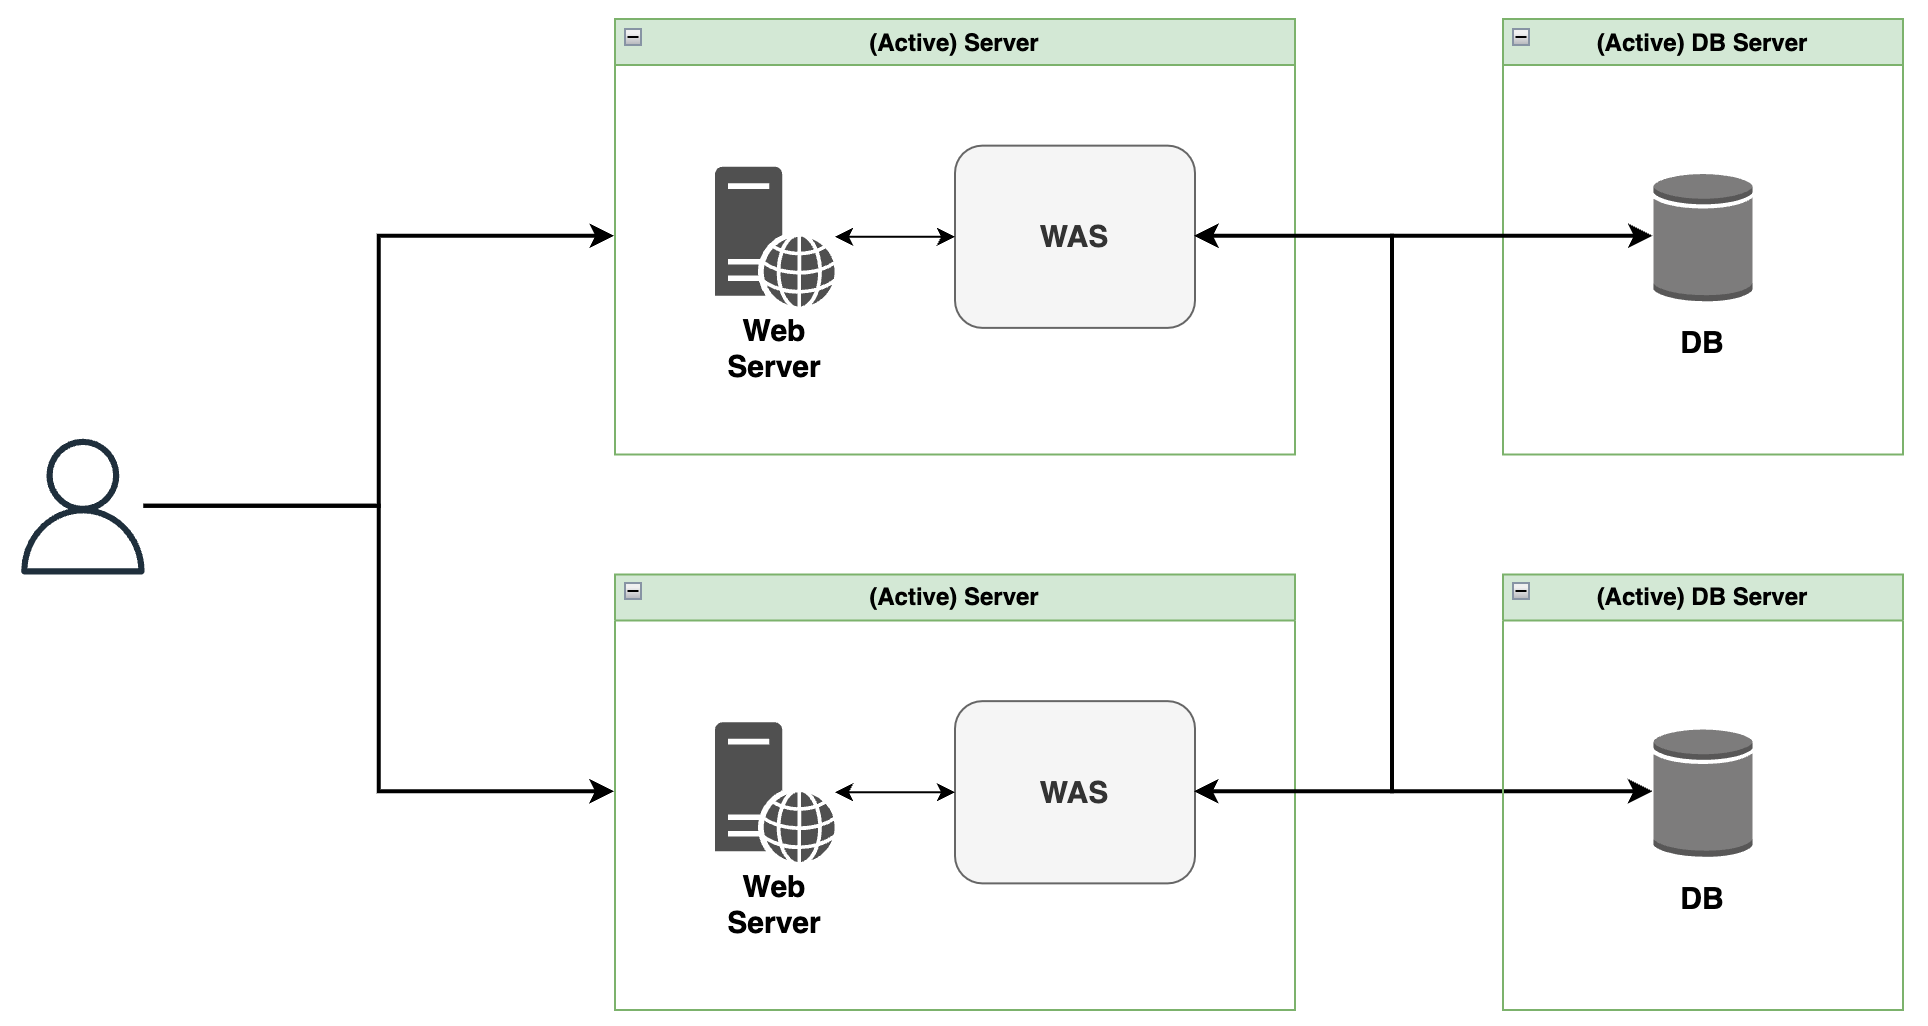 (Active) Server
(Active) DB Server
WAS
Web
Server
DB
(Active) Server
(Active) DB Server
WAS
Web
Server
DB